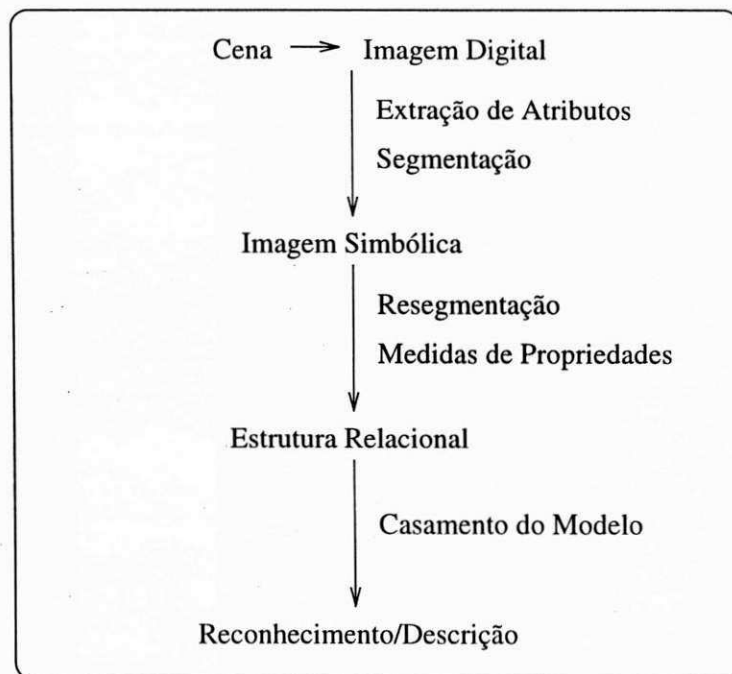 Cena → Imagem Digital
Extração de Atributos
Segmentação
Imagem Simbólica
Resegmentação
Medidas de Propriedades
Estrutura Relacional
Casamento do Modelo
Reconhecimento/Descrição